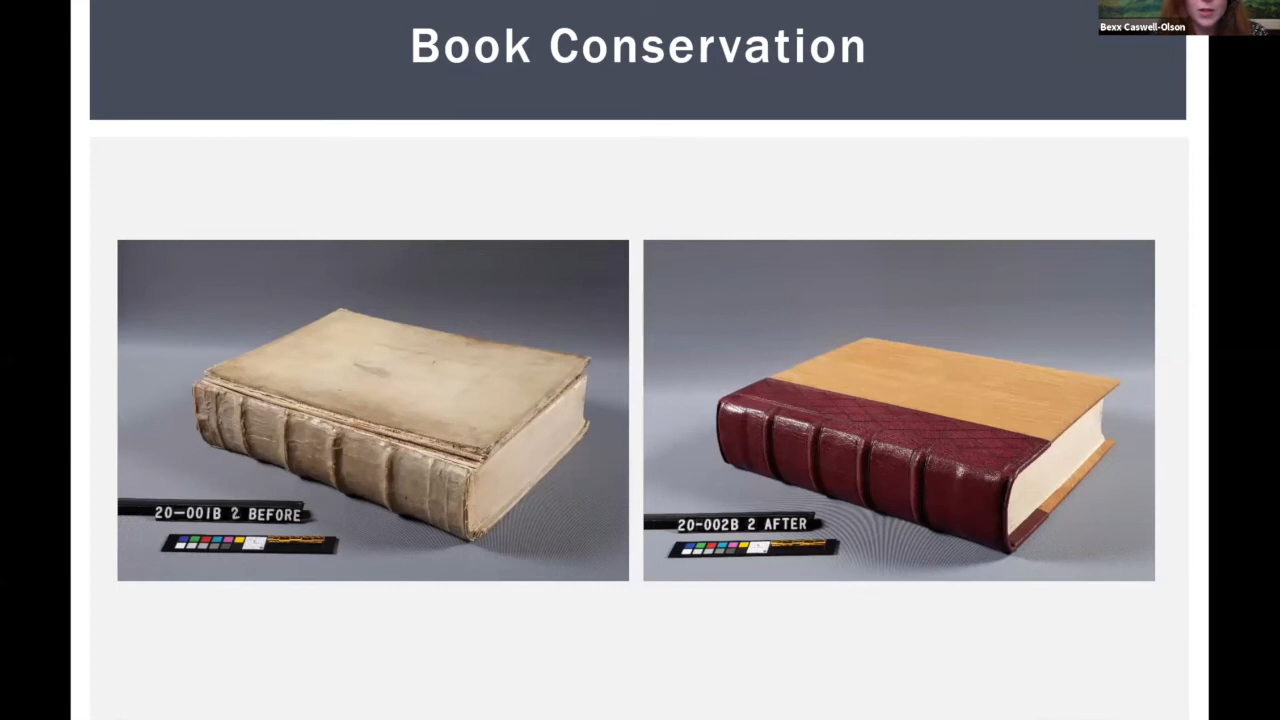 Book Conservation
Bexx Caswell-Olson
20-001B 2 BEFORE
20-002B 2 AFTER